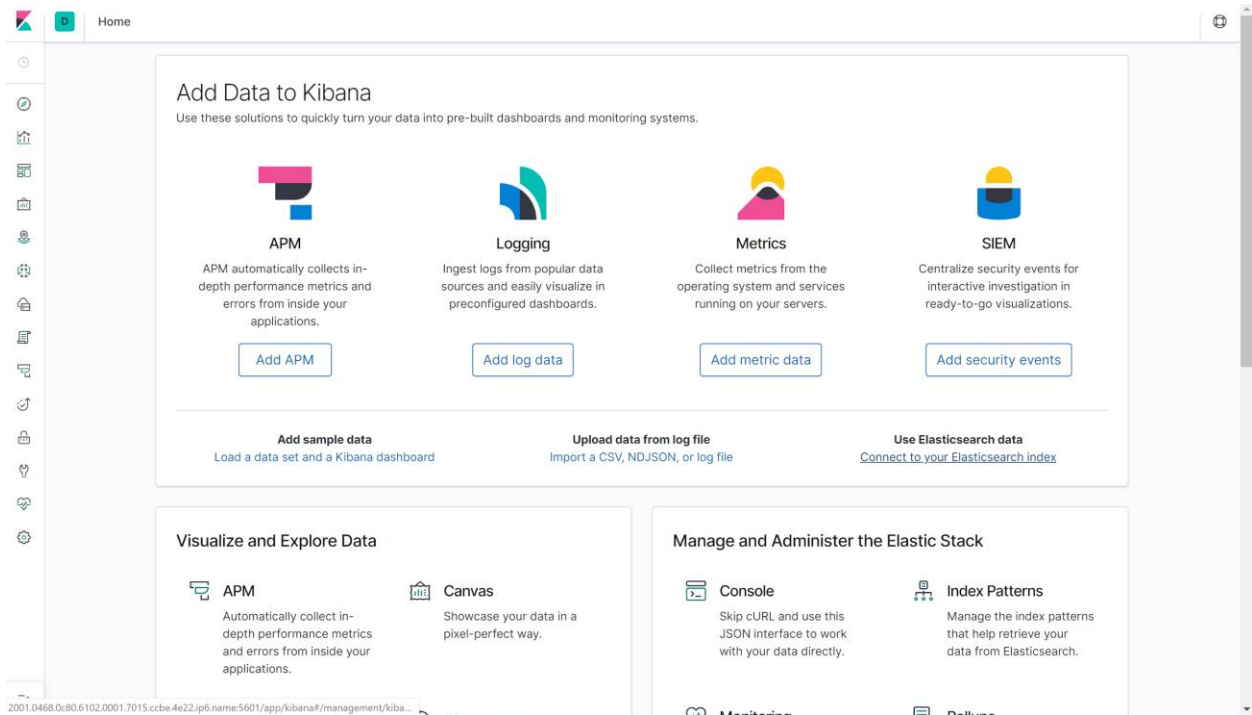 D Home
Add Data to Kibana
Use these solutions to quickly turn your data into pre-built dashboards and monitoring systems.
APM
APM automatically collects in-
depth performance metrics and
errors from inside your
applications.
Add APM
Logging
Ingest logs from popular data
sources and easily visualize in
preconfigured dashboards.
Add log data
Metrics
Collect metrics from the
operating system and services
running on your servers.
Add metric data
SIEM
Centralize security events for
interactive investigation in
ready-to-go visualizations.
Add security events
Add sample data
Load a data set and a Kibana dashboard
Upload data from log file
Import a CSV, NDJSON, or log file
Use Elasticsearch data
Connect to your Elasticsearch index
Visualize and Explore Data
APM
Automatically collect in-
depth performance metrics
and errors from inside your
applications.
Canvas
Showcase your data in a
pixel-perfect way.
Manage and Administer the Elastic Stack
Console
Skip cURL and use this
JSON interface to work
with your data directly.
Index Patterns
Manage the index patterns
that help retrieve your
data from Elasticsearch.
Monitoring
Rollups
2001.0468.0c80.6102.0001.7015.ccbe.4e22.ip6.name:5601/app/kibana#/management/kiba...